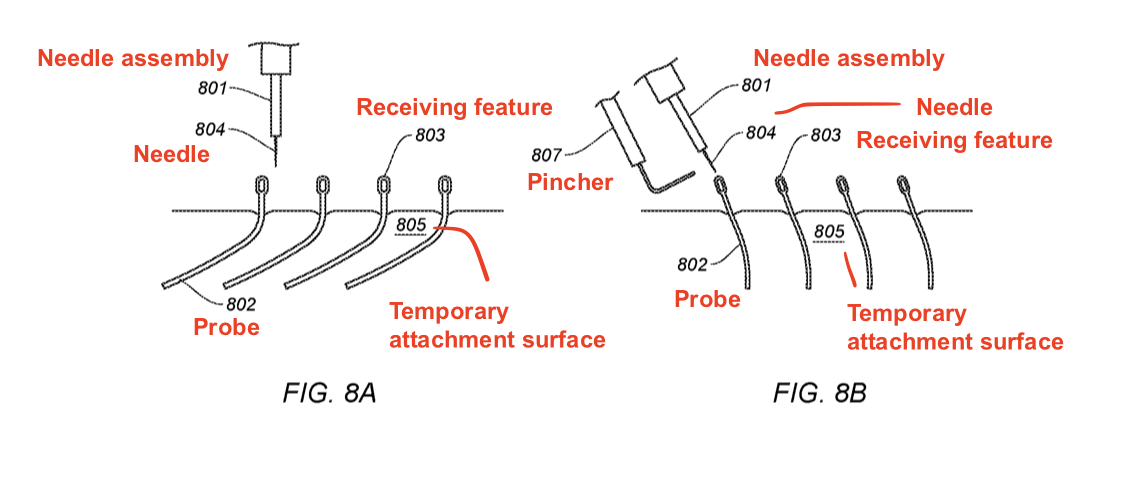 Needle assembly
801
804
Needle
Receiving feature
803
805
802
Probe
Temporary
attachment surface
FIG. 8A
Needle assembly
801
Needle
804
803
Receiving feature
807
Pincher
805
802
Probe
Temporary
attachment surface
FIG. 8B